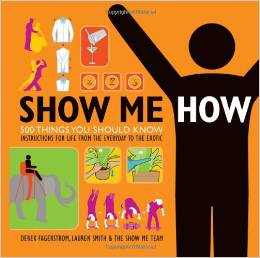 SHOW ME HOW
500 THINGS YOU SHOULD KNOW
INSTRUCTIONS FOR LIFE FROM THE EVERYDAY TO THE EXOTIC
DEREK FAGERSTROM, LAUREN SMITH & THE SHOW ME TEAM